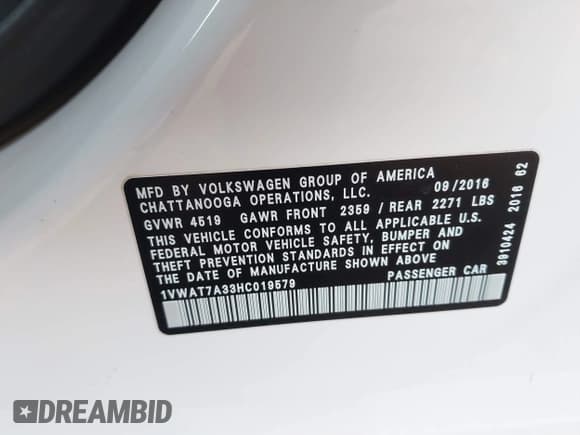 MFD BY VOLKSWAGEN GROUP OF AMERICA 09/2016
CHATTANOOGA OPERATIONS, LLC.
GVWR 4519 GAWR FRONT 2359 / REAR 2271 LBS
THIS VEHICLE CONFORMS TO ALL APPLICABLE U.S.
FEDERAL MOTOR VEHICLE SAFETY, BUMPER AND
THEFT PREVENTION STANDARDS IN EFFECT ON
THE DATE OF MANUFACTURE SHOWN ABOVE.
1VWAT7A33HC019579 PASSENGER CAR
3910424 2016 62
DREAMBID